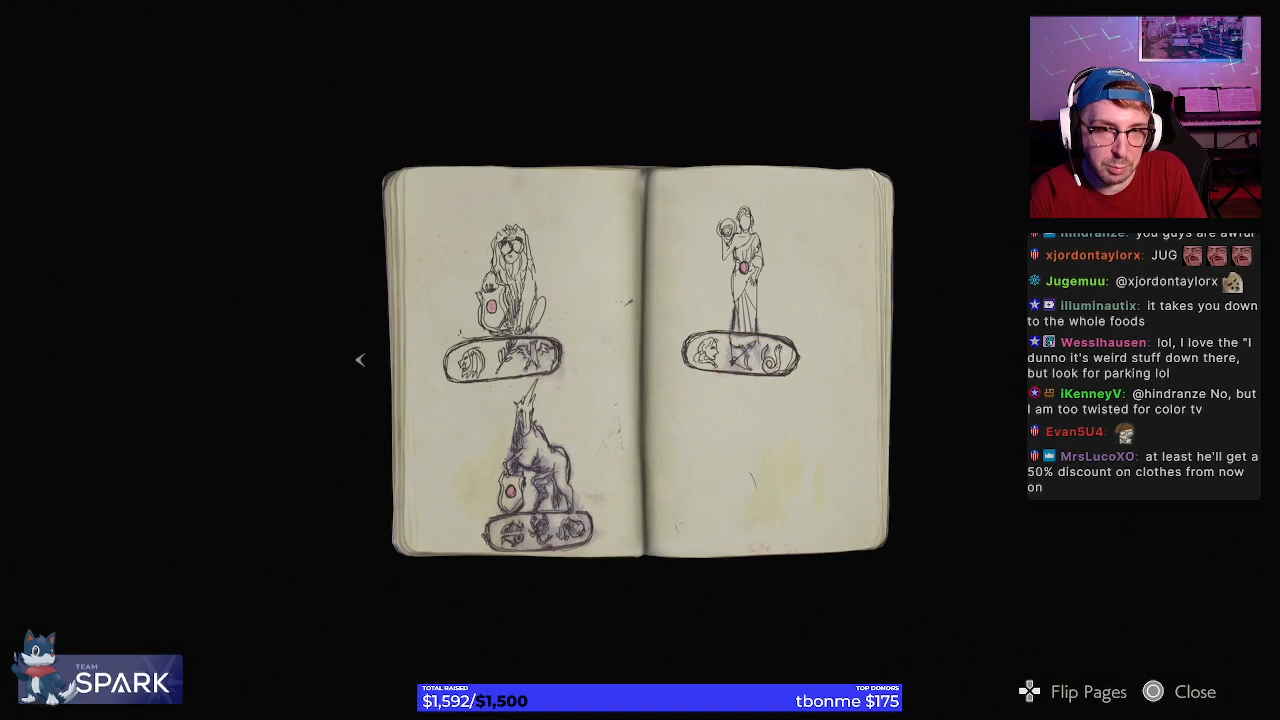 hindranze: you guys are awful
xjordontaylorx: JUG
Jugemuu: @xjordontaylorx
illuminautix: it takes you down
to the whole foods
Wesslhausen: lol, I love the "I
dunno it's weird stuff down there,
but look for parking lol
iKenneyV: @hindranze No, but
I am too twisted for color tv
Evan5U4:
MrsLucoXO: at least he'll get a
50% discount on clothes from now
on
TEAM
SPARK
TOTAL RAISED
$1,592/$1,500
TOP DONORS
tbonme $175
Flip Pages
Close